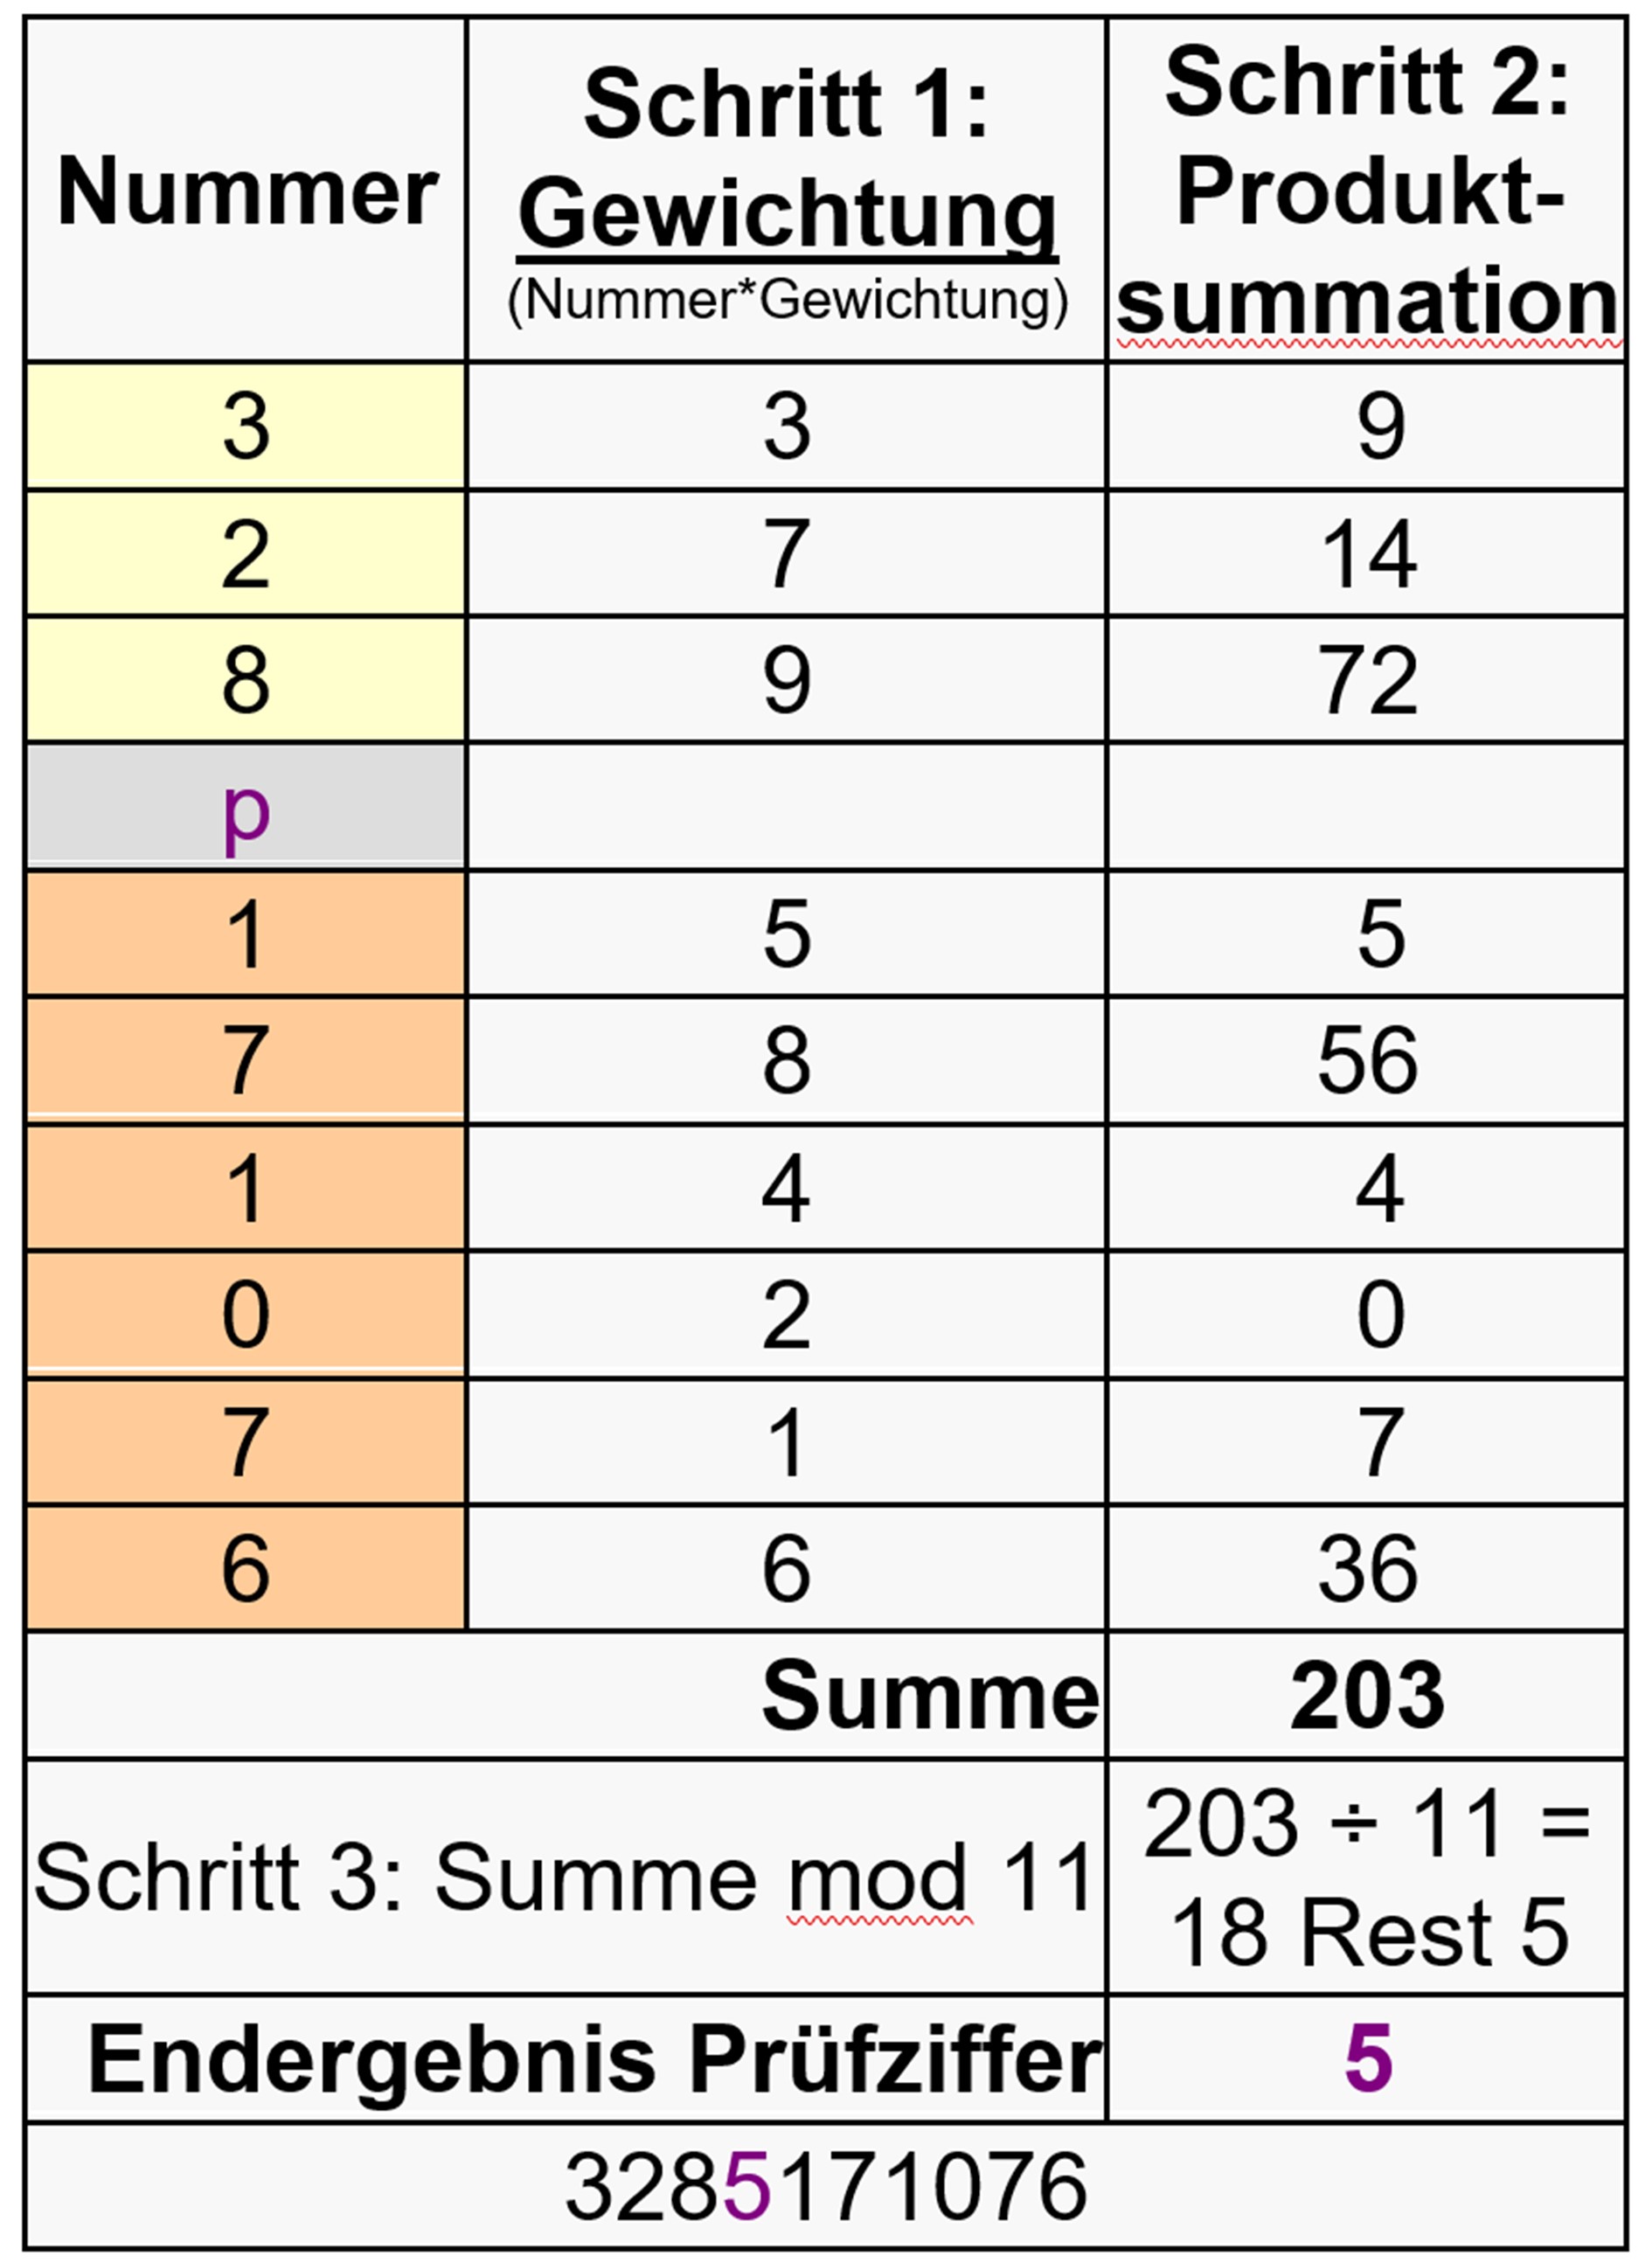 Nummer
Schritt 1:
Gewichtung
(Nummer*Gewichtung)
Schritt 2:
Produkt-
summation
3 3 9
2 7 14
8 9 72
p
1 5 5
7 8 56
1 4 4
0 2 0
7 1 7
6 6 36
Summe 203
Schritt 3: Summe mod 11
203 ÷ 11 =
18 Rest 5
Endergebnis Prüfziffer 5
3285171076